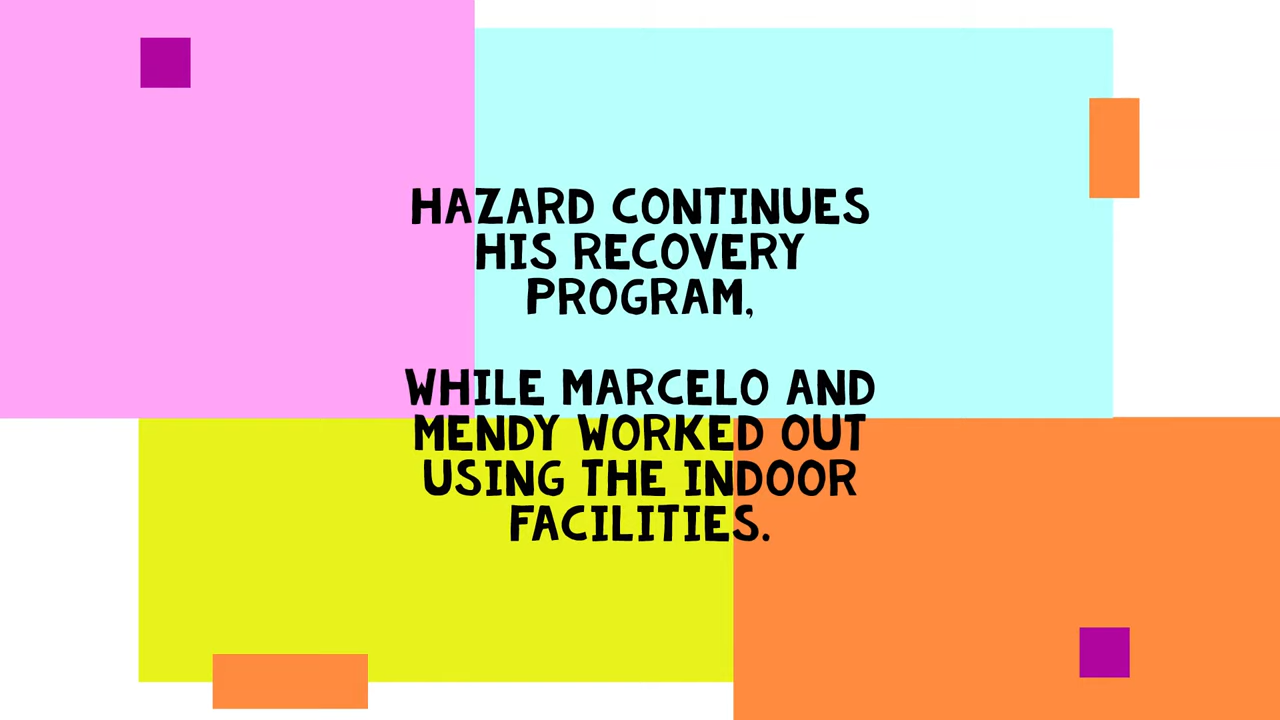 HAZARD CONTINUES
HIS RECOVERY
PROGRAM,
WHILE MARCELO AND
MENDY WORKED OUT
USING THE INDOOR
FACILITIES.